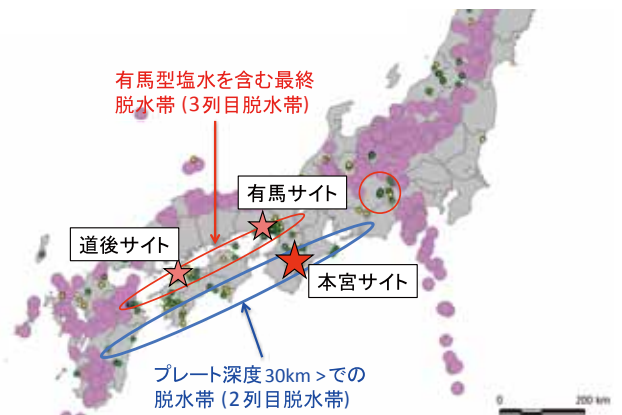 有馬型塩水を含む最終
脱水帯 (3列目脱水帯)
有馬サイト
道後サイト
本宮サイト
プレート深度30km >での
脱水帯 (2列目脱水帯)
0 200 km